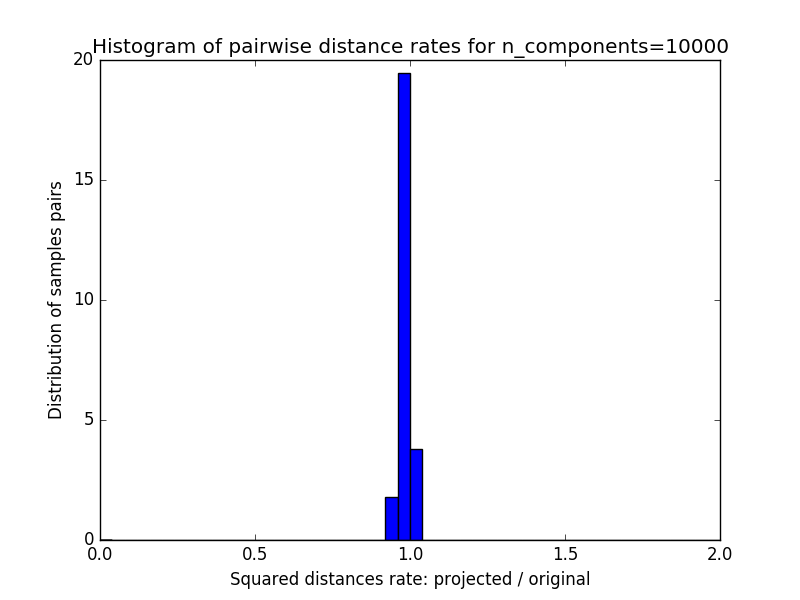 Histogram of pairwise distance rates for n_components=10000
20
15
10
5
0
Distribution of samples pairs
0.0 0.5 1.0 1.5 2.0
Squared distances rate: projected / original